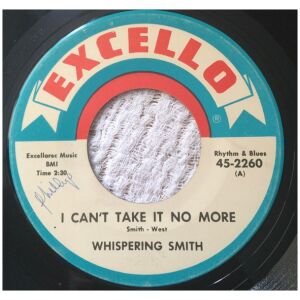 EXCELLO
®
Excellorec Music
BMI
Time 2:30
Rhythm & Blues
45-2260
(A)
I CAN'T TAKE IT NO MORE
Smith - West
WHISPERING SMITH